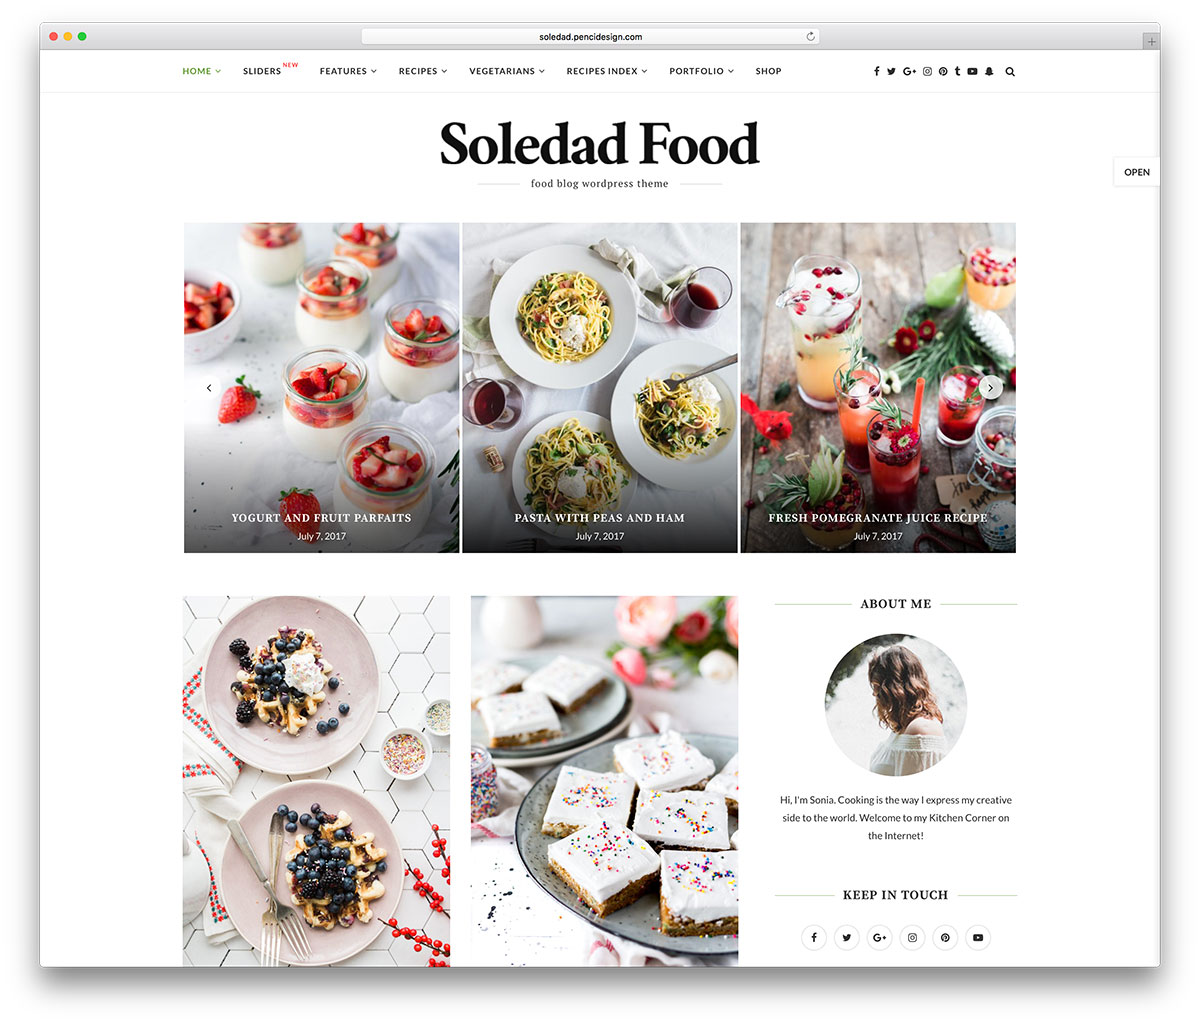 soledad.pencidesign.com
HOME SLIDERS NEW FEATURES RECIPES VEGETARIANS RECIPES INDEX PORTFOLIO SHOP
Soledad Food
food blog wordpress theme
OPEN
YOGURT AND FRUIT PARFAITS
July 7, 2017
PASTA WITH PEAS AND HAM
July 7, 2017
FRESH POMEGRANATE JUICE RECIPE
July 7, 2017
ABOUT ME
Hi, I'm Sonia. Cooking is the way I express my creative
side to the world. Welcome to my Kitchen Corner on
the Internet!
KEEP IN TOUCH